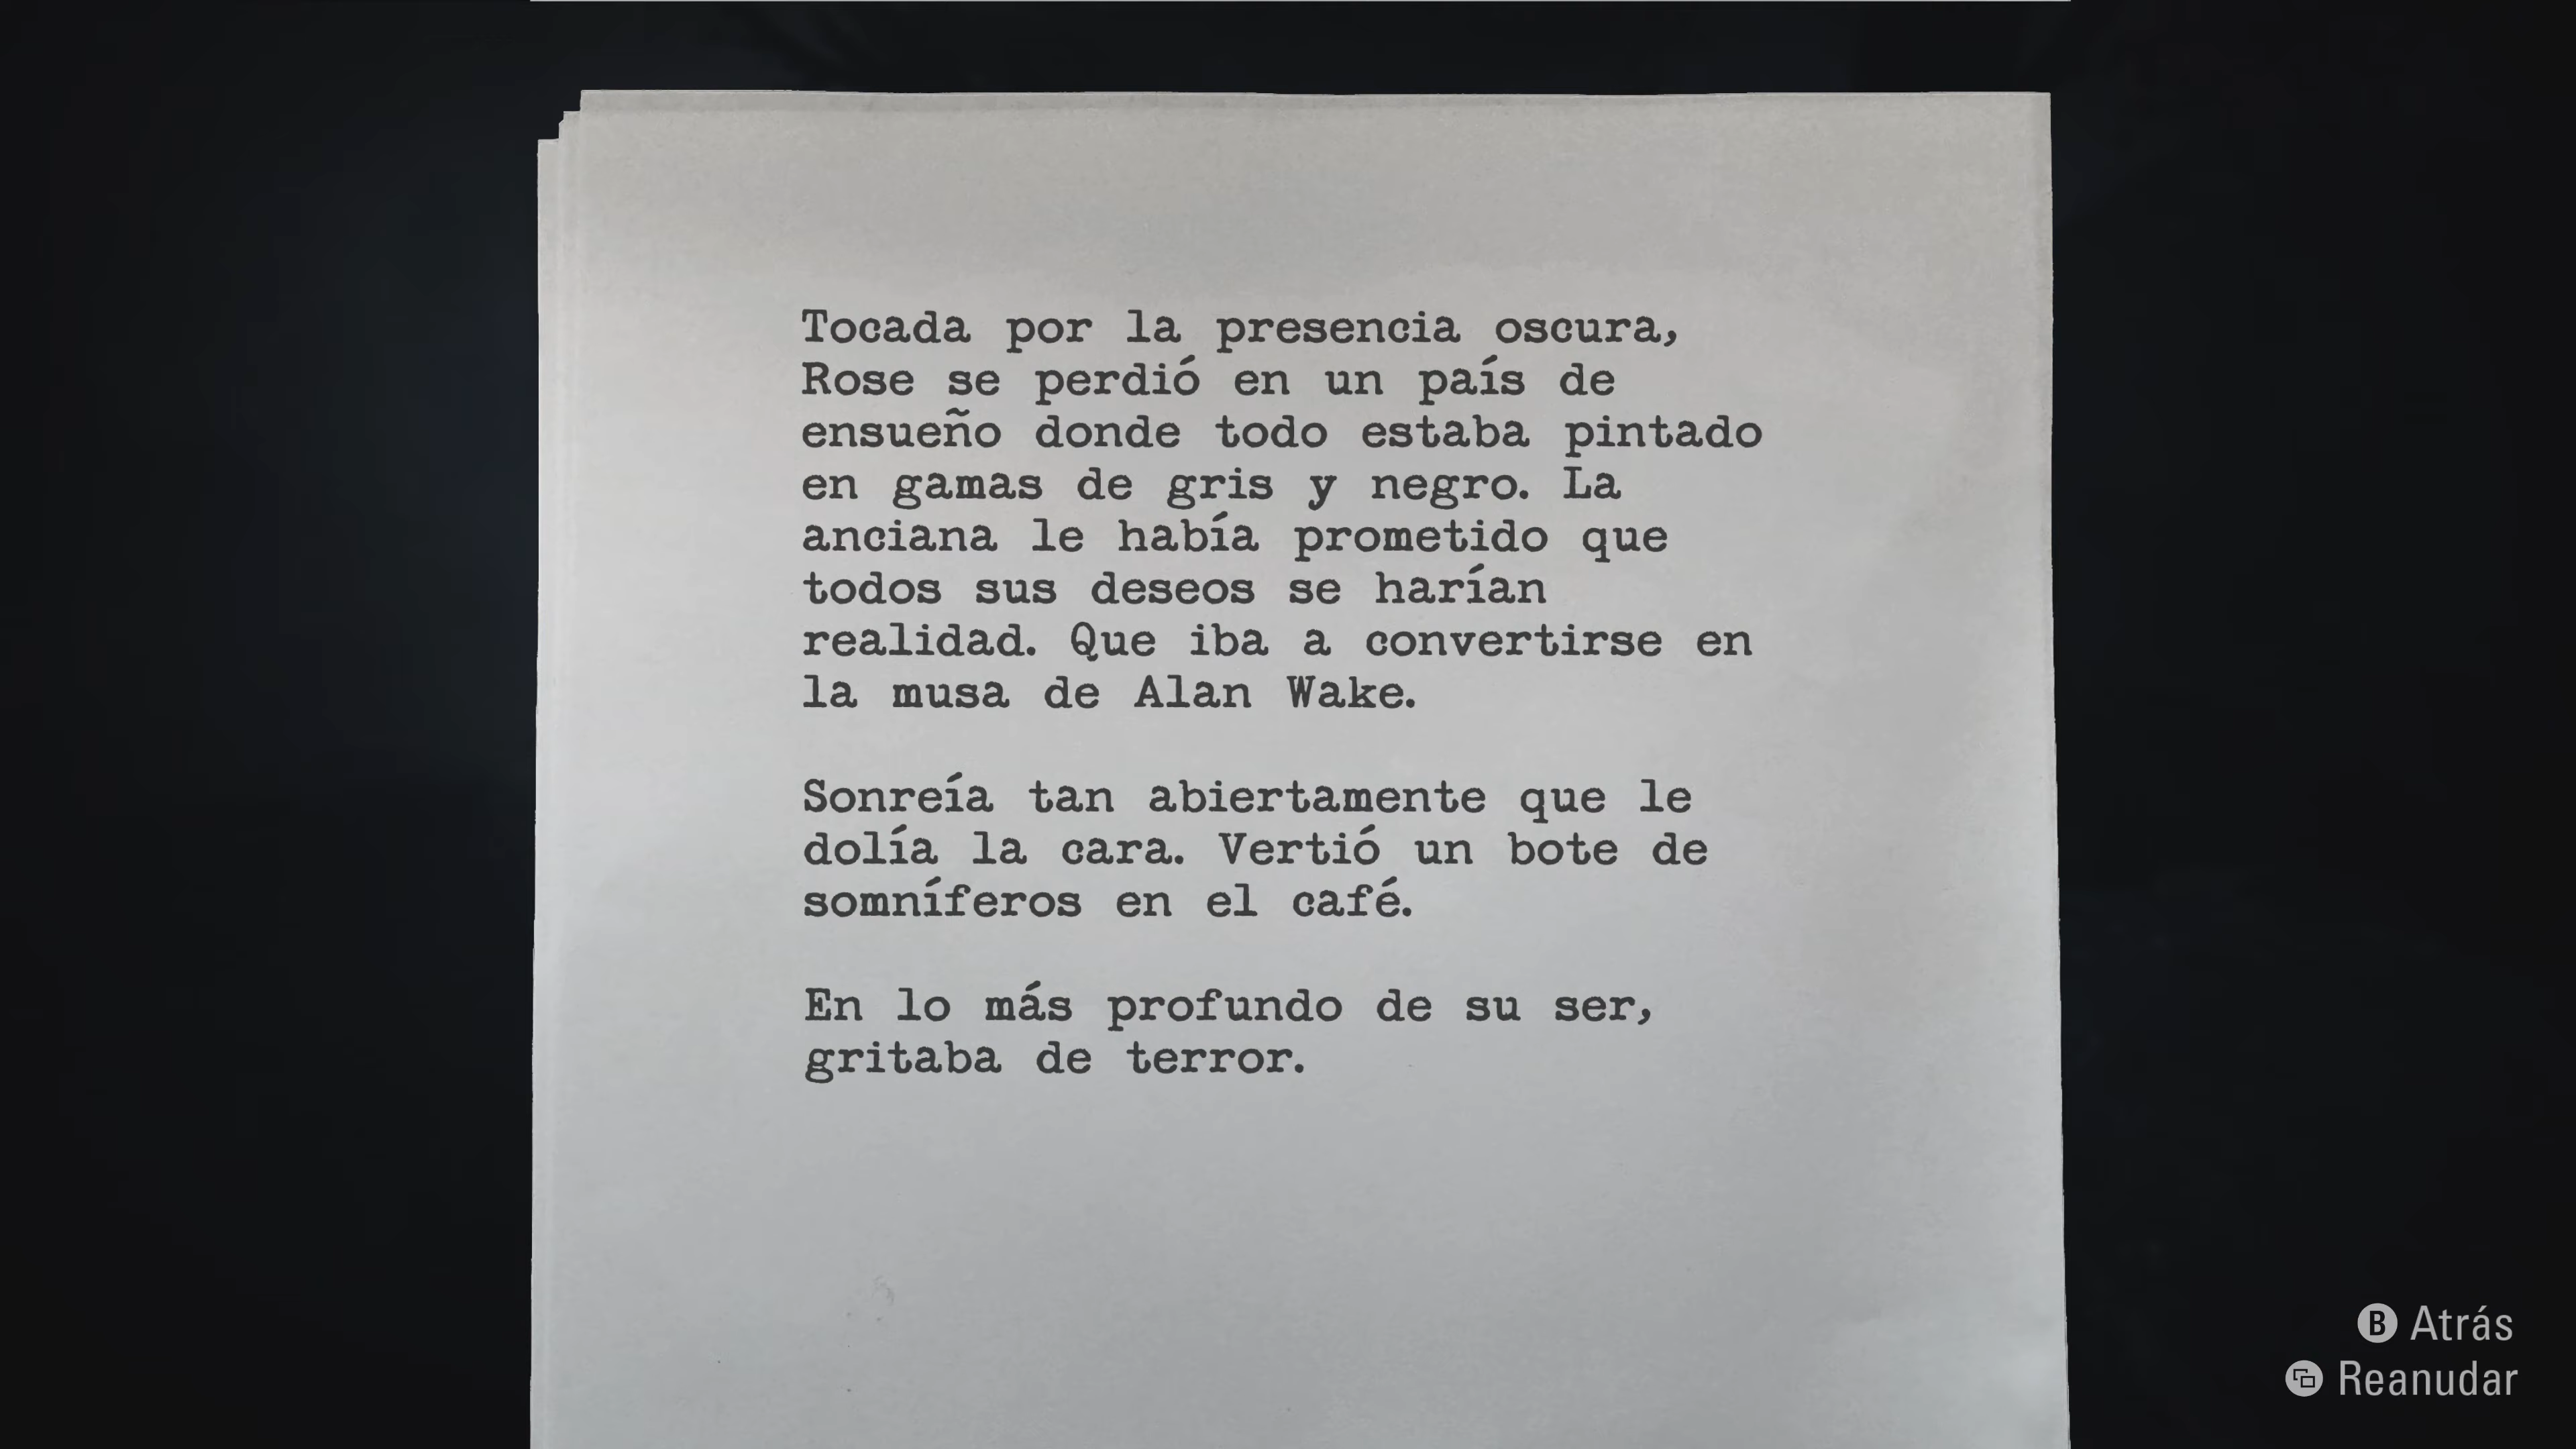 Tocada por la presencia oscura,
Rose se perdió en un país de
ensueño donde todo estaba pintado
en gamas de gris y negro. La
anciana le había prometido que
todos sus deseos se harían
realidad. Que iba a convertirse en
la musa de Alan Wake.
Sonreía tan abiertamente que le
dolía la cara. Vertió un bote de
somníferos en el café.
En lo más profundo de su ser,
gritaba de terror.
B Atrás
Reanudar